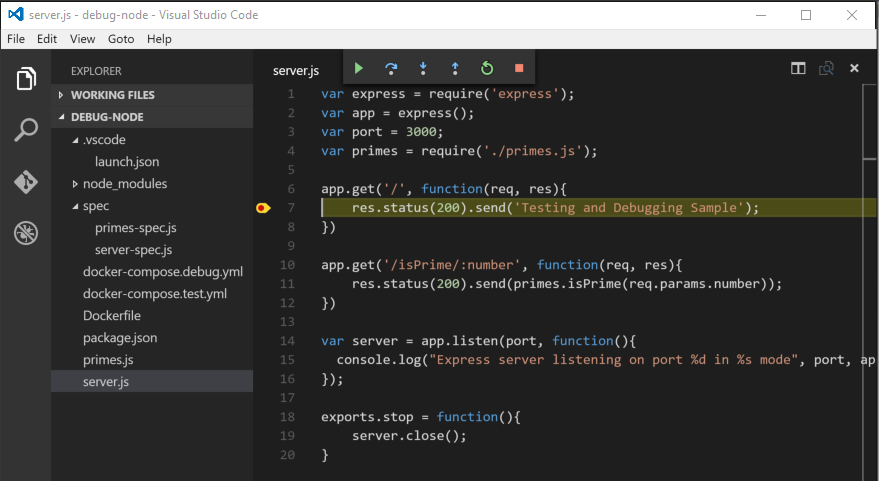 server.js - debug-node - Visual Studio Code
File Edit View Goto Help
EXPLORER
WORKING FILES
DEBUG-NODE
.vscode
launch.json
node_modules
spec
primes-spec.js
server-spec.js
docker-compose.debug.yml
docker-compose.test.yml
Dockerfile
package.json
primes.js
server.js
server.js
1 var express = require('express');
2 var app = express();
3 var port = 3000;
4 var primes = require('./primes.js');
5
6 app.get('/', function(req, res){
7     res.status(200).send('Testing and Debugging Sample');
8 })
9
10 app.get('/isPrime/:number', function(req, res){
11     res.status(200).send(primes.isPrime(req.params.number));
12 })
13
14 var server = app.listen(port, function(){
15   console.log("Express server listening on port %d in %s mode", port, ap
16 });
17
18 exports.stop = function(){
19     server.close();
20 }